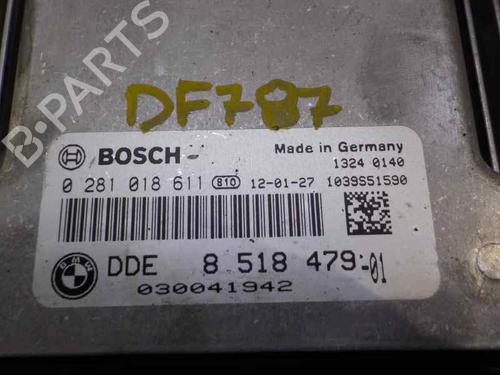 B-PARTS
DF787
BOSCH
Made in Germany
1324 0140
0 281 018 611 810 12-01-27 1039S51590
BMW DDE 8 518 479-01
030041942